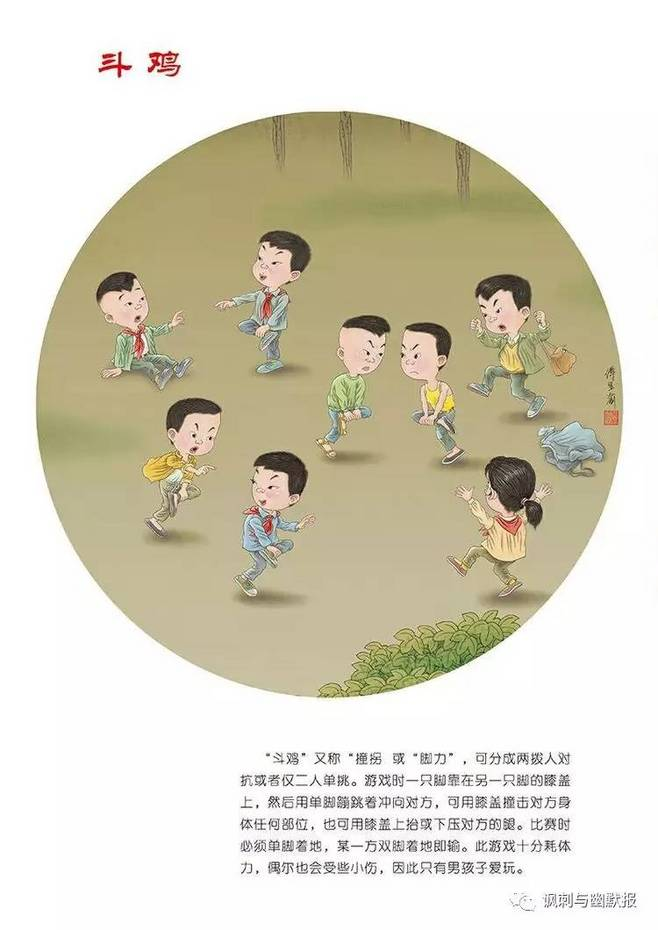 斗鸡
傅
“斗鸡”又称“撞拐 或“脚力”，可分成两拨人对
抗或者仅二人单挑。游戏时一只脚靠在另一只脚的膝盖
上，然后用单脚蹦跳着冲向对方，可用膝盖撞击对方身
体任何部位，也可用膝盖上抬或下压对方的腿。比赛时
必须单脚着地，某一方双脚着地即输。此游戏十分耗体
力，偶尔也会受些小伤，因此只有男孩子爱玩。
讽刺与幽默报